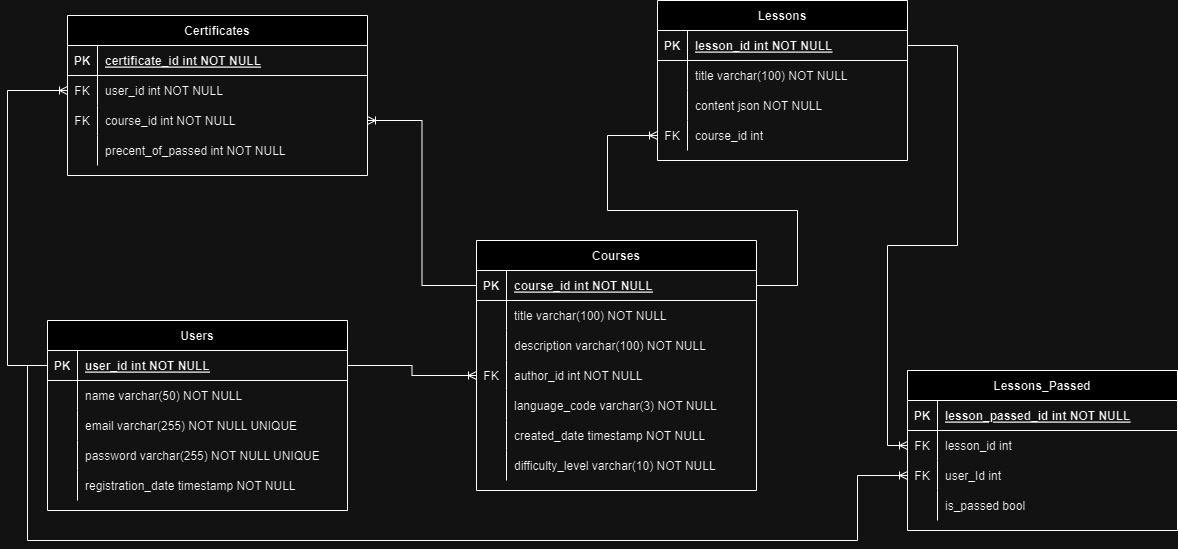 Certificates
PK certificate_id int NOT NULL
FK user_id int NOT NULL
FK course_id int NOT NULL
precent_of_passed int NOT NULL
Lessons
PK lesson_id int NOT NULL
title varchar(100) NOT NULL
content json NOT NULL
FK course_id int
Courses
PK course_id int NOT NULL
title varchar(100) NOT NULL
description varchar(100) NOT NULL
FK author_id int NOT NULL
language_code varchar(3) NOT NULL
created_date timestamp NOT NULL
difficulty_level varchar(10) NOT NULL
Users
PK user_id int NOT NULL
name varchar(50) NOT NULL
email varchar(255) NOT NULL UNIQUE
password varchar(255) NOT NULL UNIQUE
registration_date timestamp NOT NULL
Lessons_Passed
PK lesson_passed_id int NOT NULL
FK lesson_id int
FK user_Id int
is_passed bool